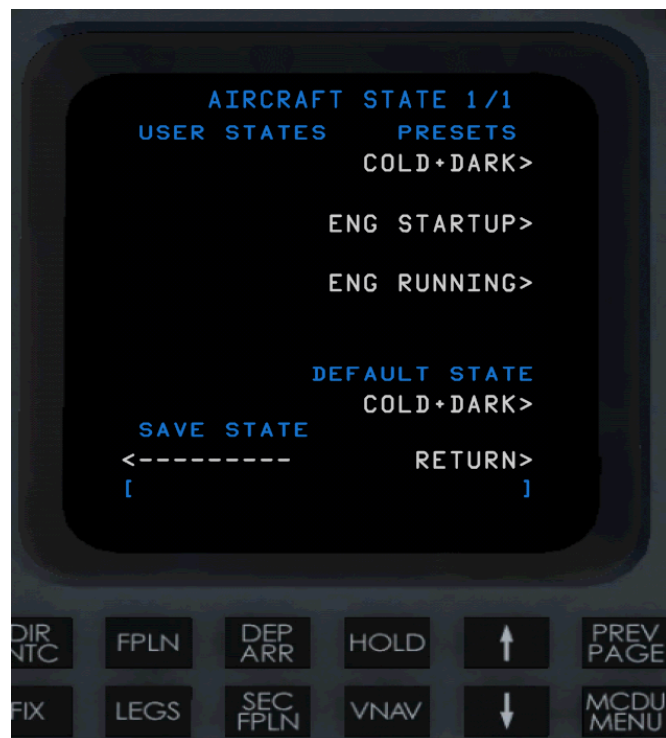 AIRCRAFT STATE 1/1
USER STATES PRESETS
COLD+DARK>
ENG STARTUP>
ENG RUNNING>
DEFAULT STATE
COLD+DARK>
SAVE STATE
<--------- RETURN>
[ ]
DIR
NTC
FPLN
DEP
ARR
HOLD
↑
PREV
PAGE
FIX
LEGS
SEC
FPLN
VNAV
↓
MCDU
MENU